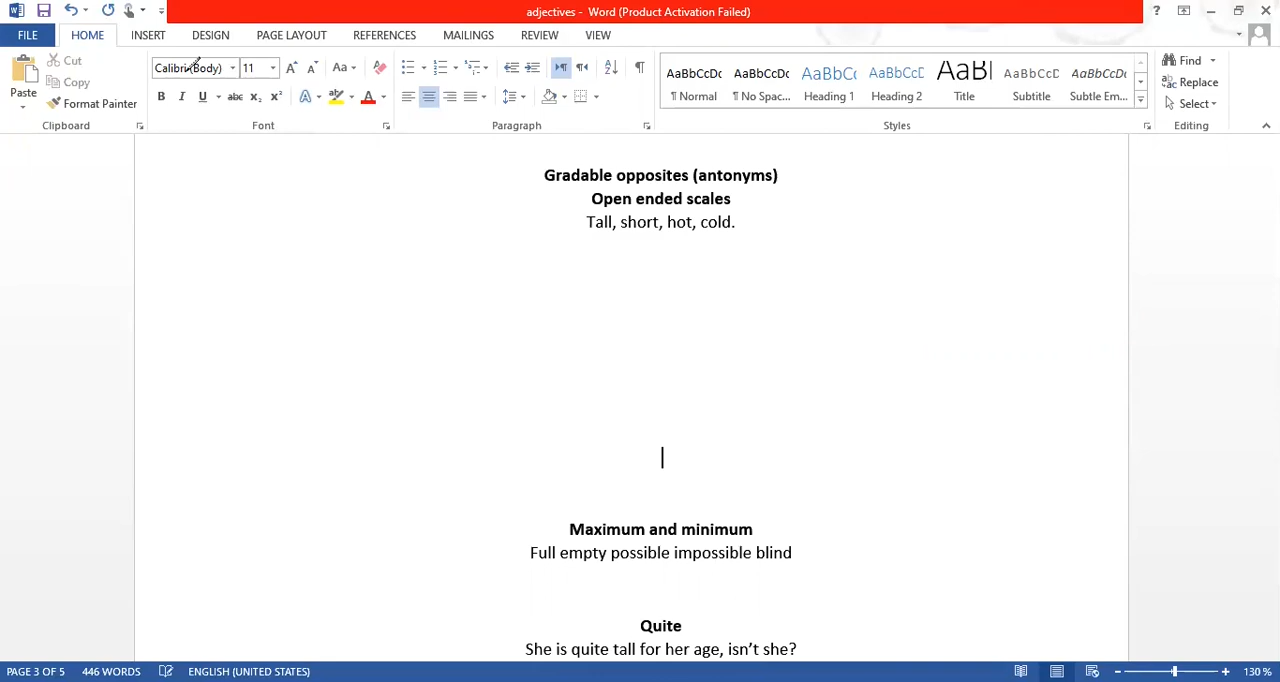 adjectives - Word (Product Activation Failed)
FILE HOME INSERT DESIGN PAGE LAYOUT REFERENCES MAILINGS REVIEW VIEW
Paste
Cut
Copy
Format Painter
Clipboard
Calibri (Body) 11
Font
Paragraph
AaBbCcDc AaBbCcDc AaBbCc AaBbCcD AaB AaBbCcD AaBbCcDc
¶ Normal ¶ No Spac... Heading 1 Heading 2 Title Subtitle Subtle Em...
Styles
Find
Replace
Select
Editing
Gradable opposites (antonyms)
Open ended scales
Tall, short, hot, cold.
Maximum and minimum
Full empty possible impossible blind
Quite
She is quite tall for her age, isn’t she?
PAGE 3 OF 5 446 WORDS ENGLISH (UNITED STATES) 130 %